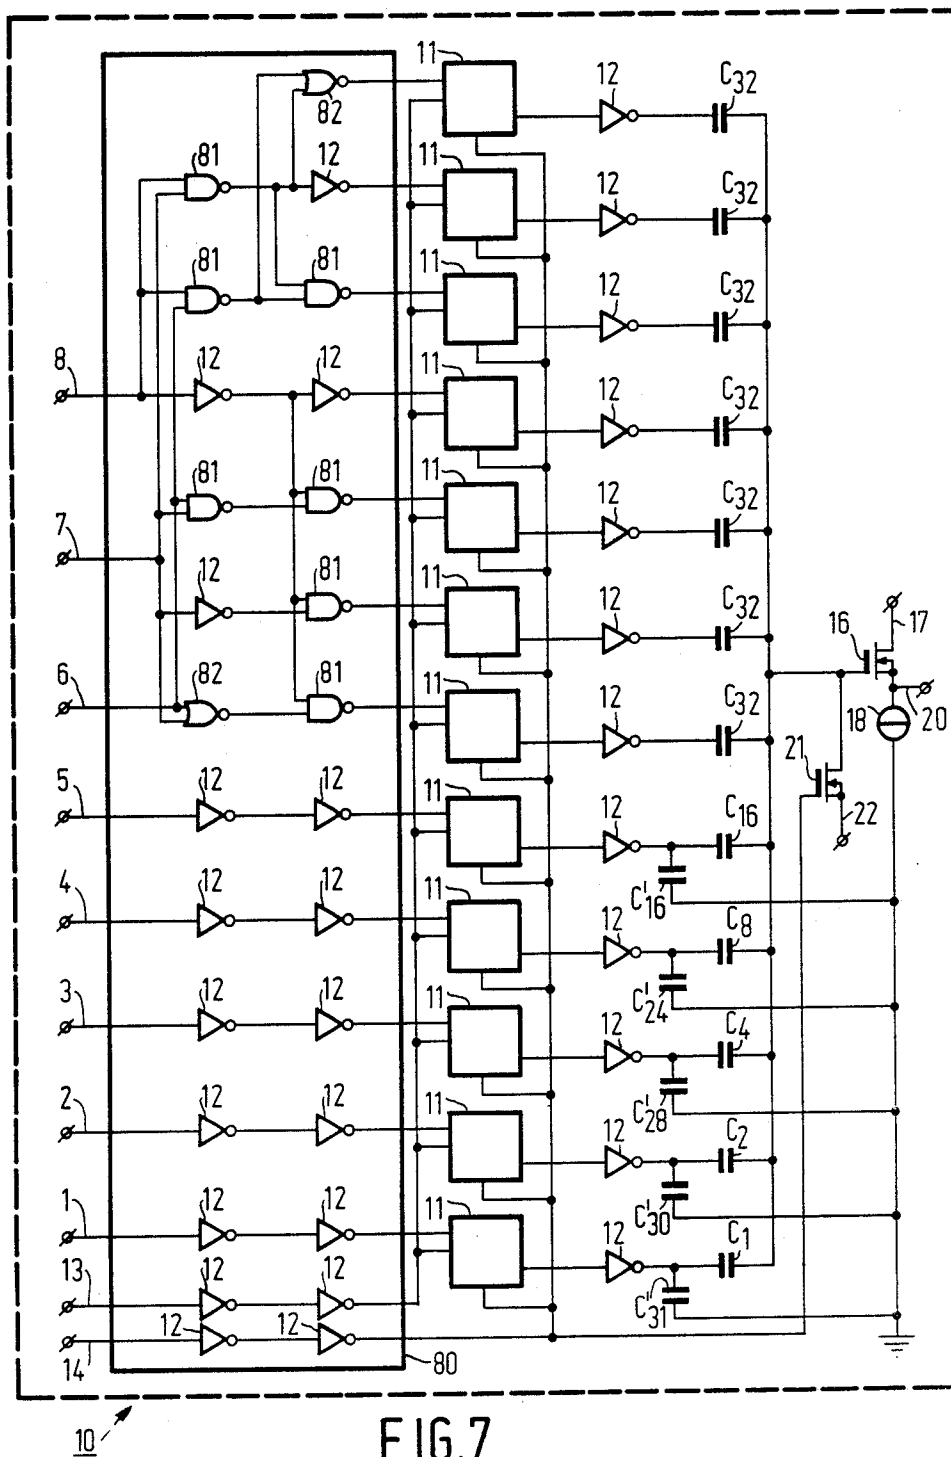 11 12 C32
82
81 12 11 12 C32
81 81 11 12 C32
8 12 12 11 12 C32
7 81 81 11 12 C32
12 81 11 12 C32 16 17
6 82 81 11 12 C32 18 20
21
5 12 12 11 12 C16 22
C'16
4 12 12 11 12 C8
C'24
3 12 12 11 12 C4
C'28
2 12 12 11 12 C2
C'30
1 12 12 11 12 C1
13 12 12 C'31
14 12 12 80
10
FIG.7